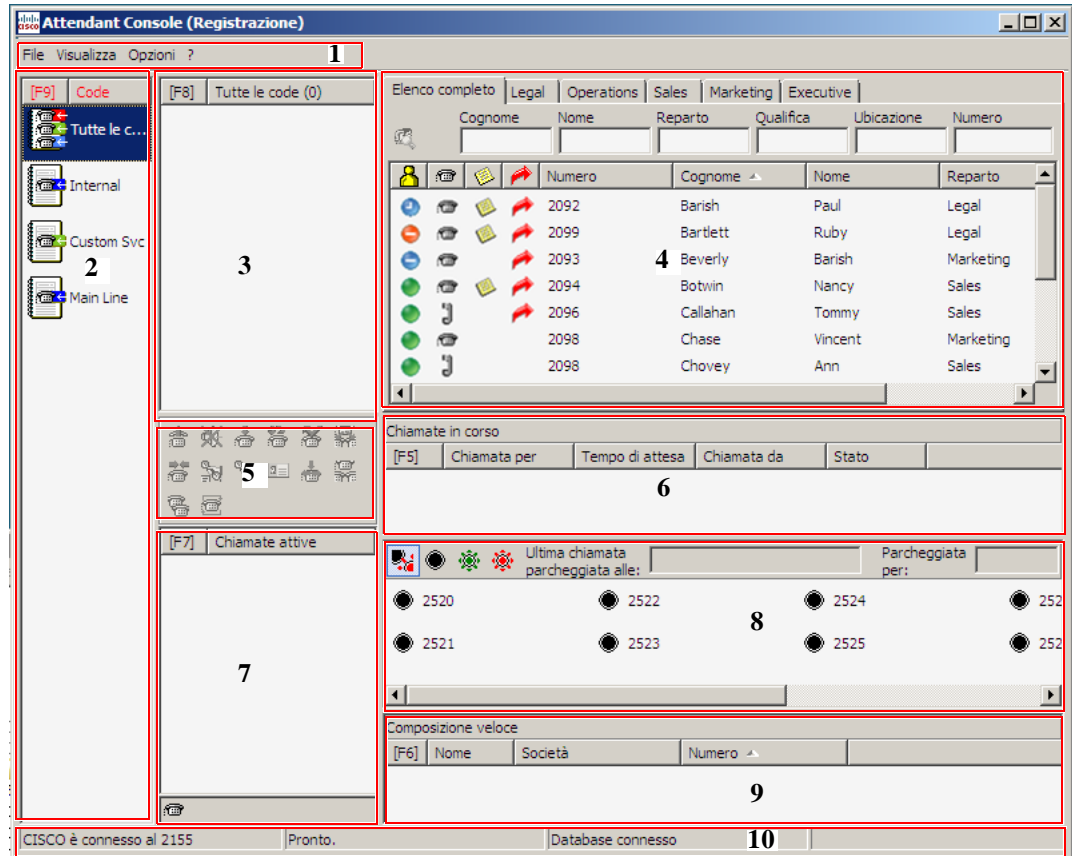 CISCO Attendant Console (Registrazione)
File Visualizza Opzioni ? 1
[F9] Code
Tutte le c...
Internal
Custom Svc
2
Main Line
[F8] Tutte le code (0)
3
Elenco completo Legal Operations Sales Marketing Executive
Cognome Nome Reparto Qualifica Ubicazione Numero
Numero Cognome Nome Reparto
2092 Barish Paul Legal
2099 Bartlett Ruby Legal
2093 4 Beverly Barish Marketing
2094 Botwin Nancy Sales
2096 Callahan Tommy Sales
2098 Chase Vincent Marketing
2098 Chovey Ann Sales
5
Chiamate in corso
[F5] Chiamata per Tempo di attesa Chiamata da Stato
6
[F7] Chiamate attive
7
Ultima chiamata
parcheggiata alle:
Parcheggiata
per:
2520 2522 2524 252
8
2521 2523 2525 252
Composizione veloce
[F6] Nome Società Numero
9
CISCO è connesso al 2155 Pronto. Database connesso 10